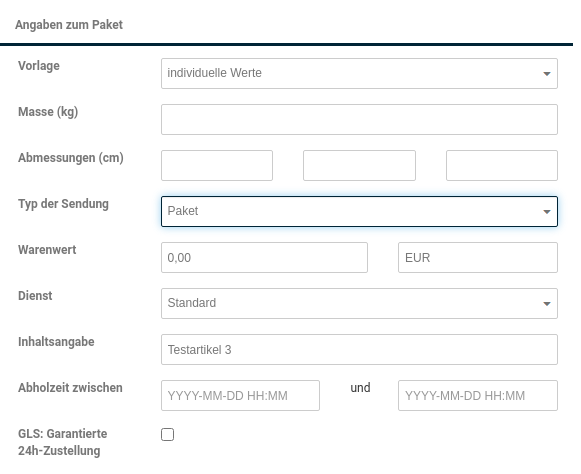 Angaben zum Paket
Vorlage
individuelle Werte
Masse (kg)
Abmessungen (cm)
Typ der Sendung
Paket
Warenwert
0,00
EUR
Dienst
Standard
Inhaltsangabe
Testartikel 3
Abholzeit zwischen
YYYY-MM-DD HH:MM
und
YYYY-MM-DD HH:MM
GLS: Garantierte
24h-Zustellung